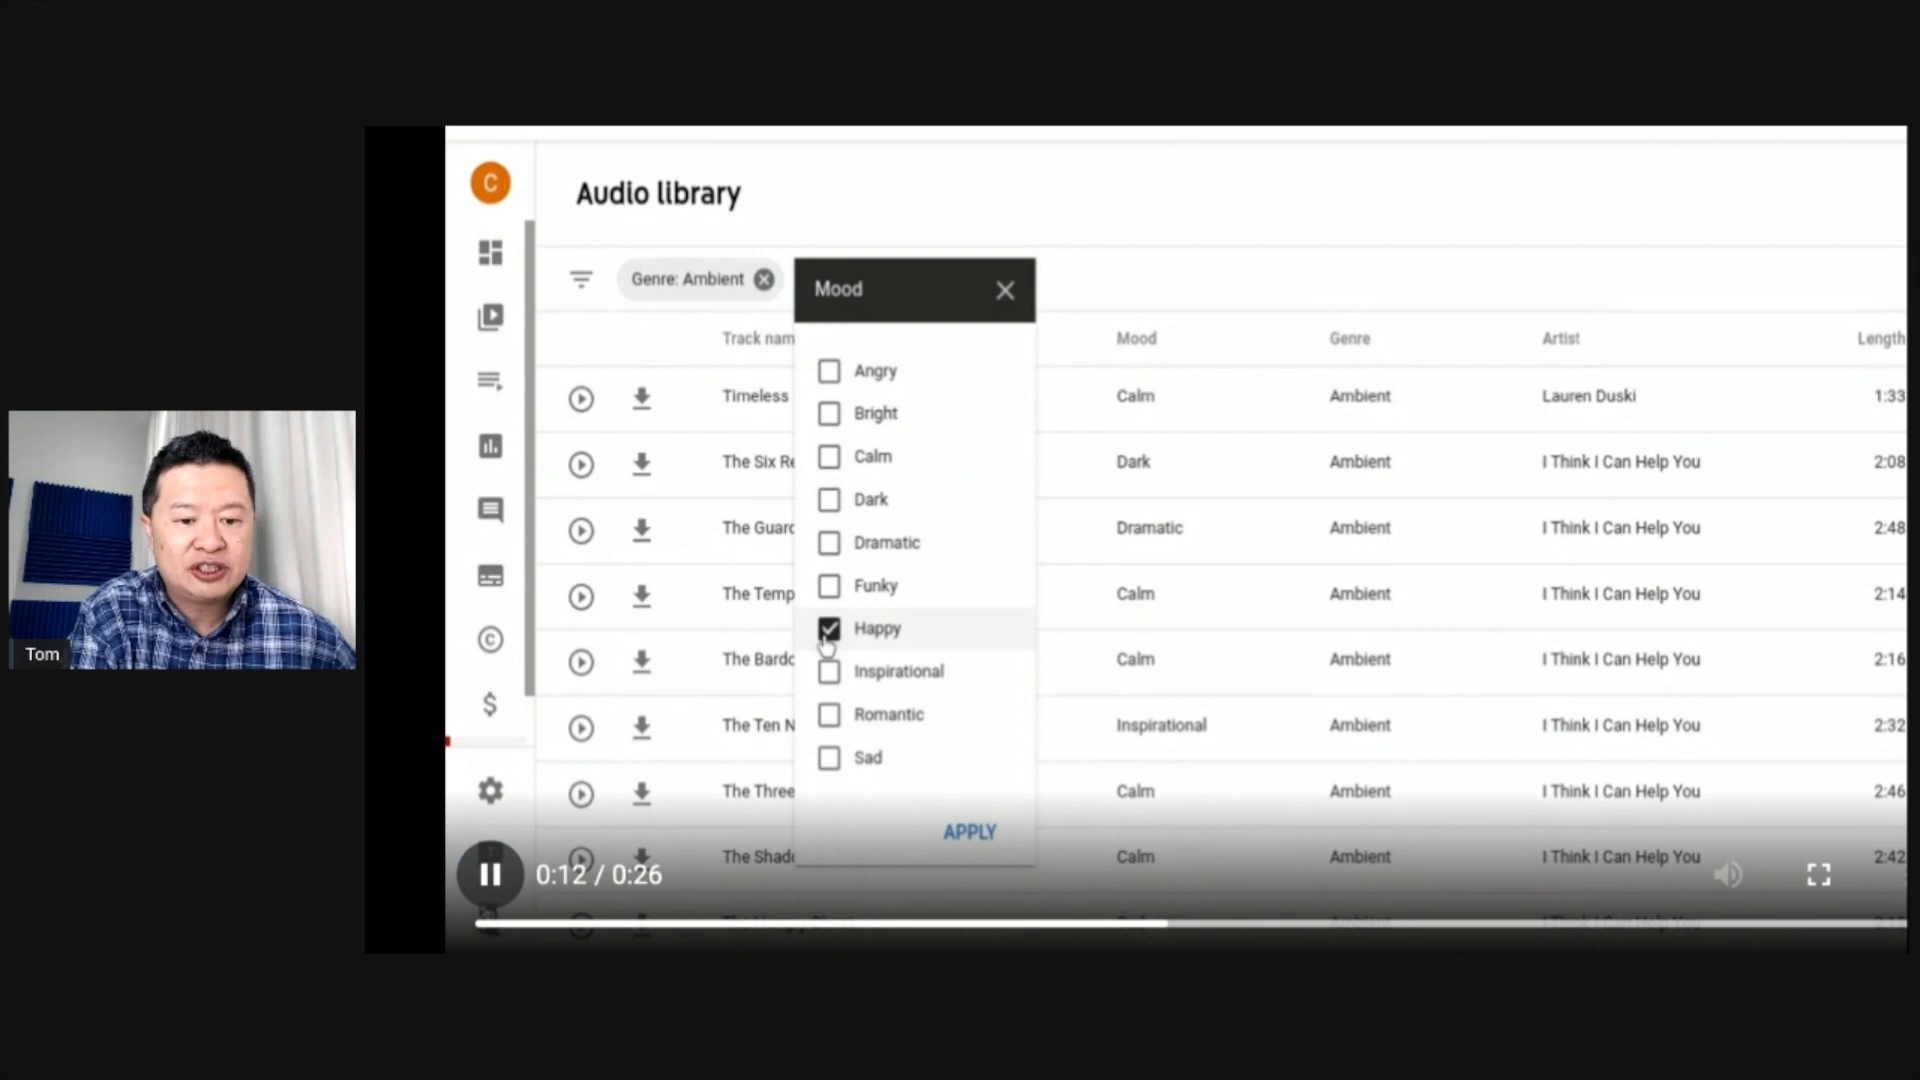 C
Audio library
Genre: Ambient
Mood
Track nam
Mood
Genre
Artist
Length
Angry
Bright
Calm
Dark
Dramatic
Funky
Happy
Inspirational
Romantic
Sad
APPLY
Timeless
Calm
Ambient
Lauren Duski
1:33
The Six Re
Dark
Ambient
I Think I Can Help You
2:08
The Guard
Dramatic
Ambient
I Think I Can Help You
2:48
The Temp
Calm
Ambient
I Think I Can Help You
2:14
The Bardo
Calm
Ambient
I Think I Can Help You
2:16
The Ten N
Inspirational
Ambient
I Think I Can Help You
2:32
The Three
Calm
Ambient
I Think I Can Help You
2:46
The Shado
Calm
Ambient
I Think I Can Help You
2:42
0:12 / 0:26
Tom